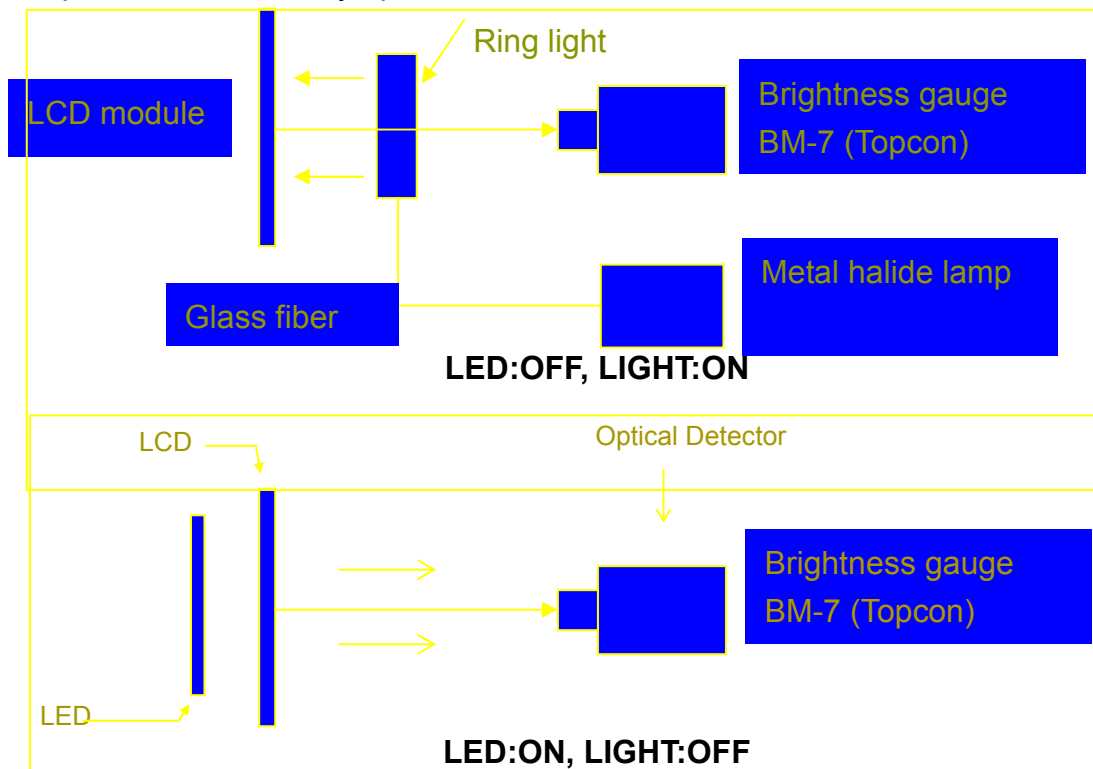 Ring light
LCD module
Brightness gauge
BM-7 (Topcon)
Metal halide lamp
Glass fiber
LED:OFF, LIGHT:ON
LCD
Optical Detector
Brightness gauge
BM-7 (Topcon)
LED
LED:ON, LIGHT:OFF